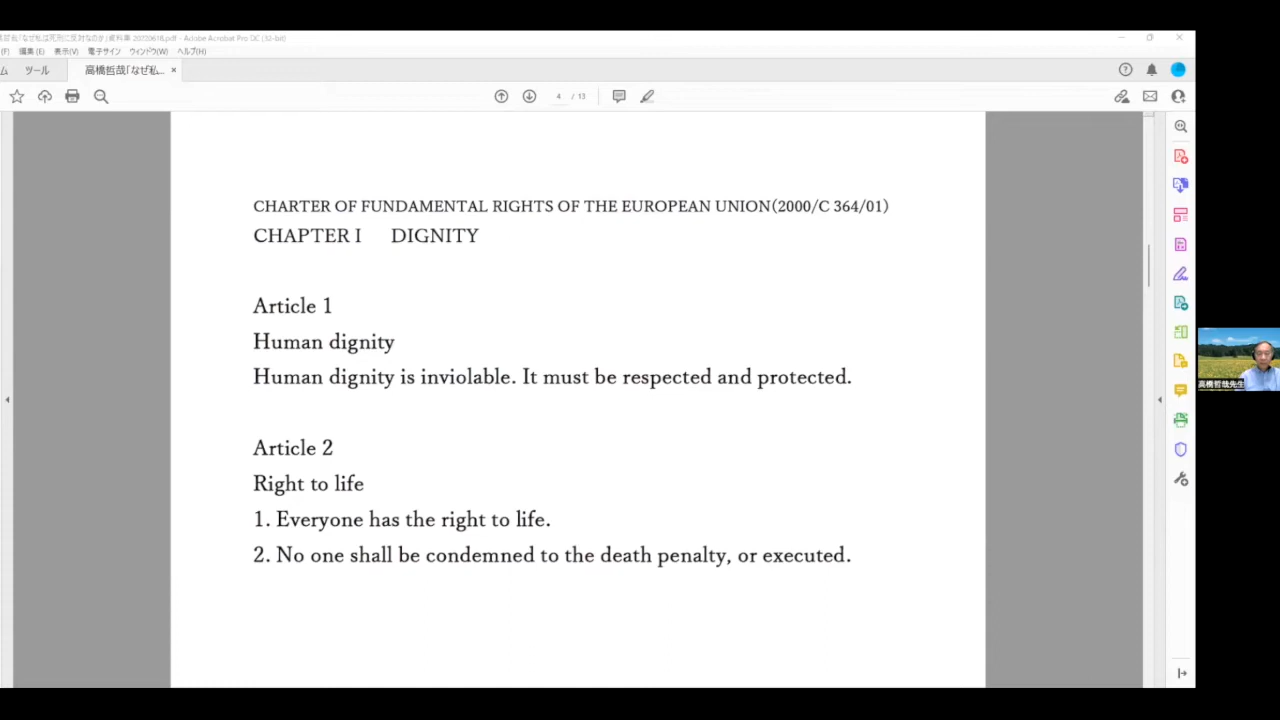 哲哉「なぜ私は死刑に反対なのか」資料集 20220618.pdf - Adobe Acrobat Pro DC (32-bit)
(F) 編集(E) 表示(V) 電子サイン ウィンドウ(W) ヘルプ(H)
ム ツール 高橋哲哉「なぜ私... ×
4 / 13
CHARTER OF FUNDAMENTAL RIGHTS OF THE EUROPEAN UNION(2000/C 364/01)
CHAPTER I DIGNITY
Article 1
Human dignity
Human dignity is inviolable. It must be respected and protected.
Article 2
Right to life
1. Everyone has the right to life.
2. No one shall be condemned to the death penalty, or executed.
高橋哲哉先生